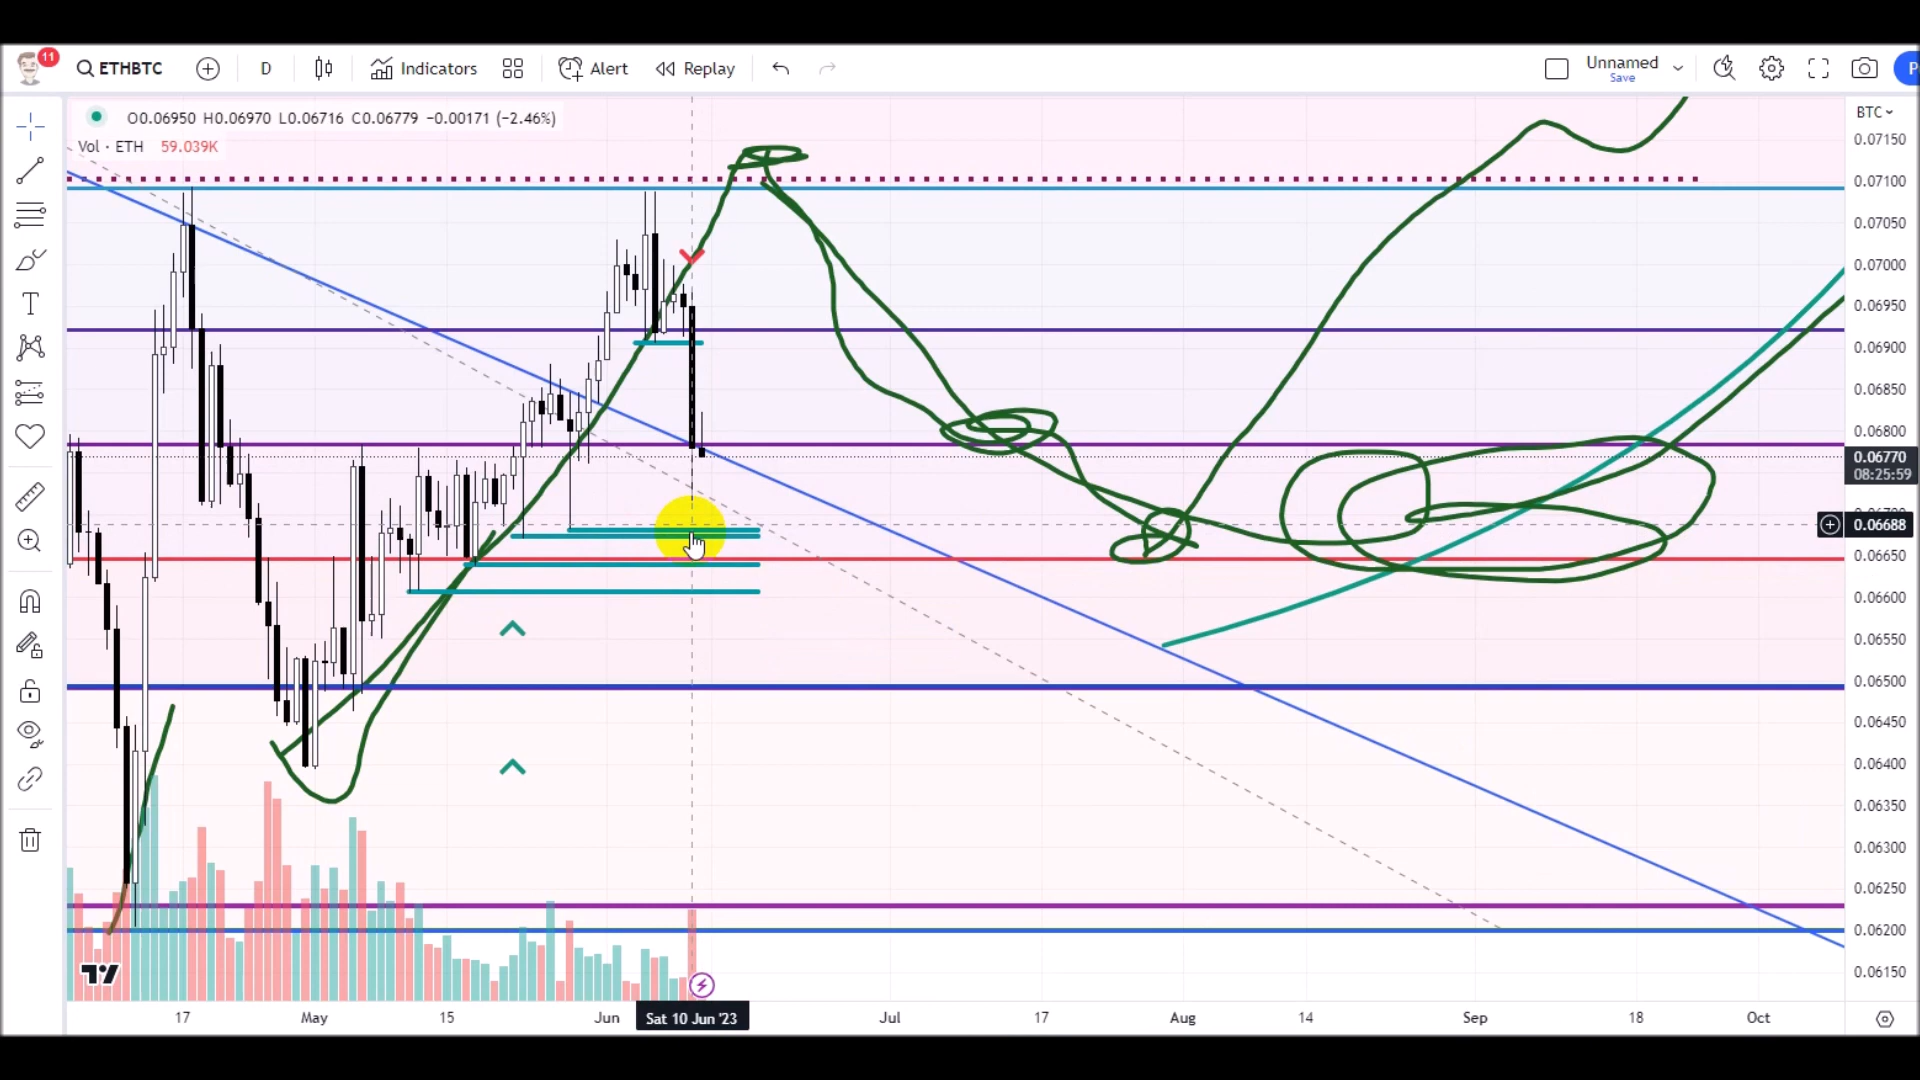 11
ETHBTC
D
Indicators
Alert
Replay
Unnamed
Save
P
O0.06950 H0.06970 L0.06716 C0.06779 −0.00171 (−2.46%)
Vol · ETH 59.039K
BTC
0.07150
0.07100
0.07050
0.07000
0.06950
0.06900
0.06850
0.06800
0.06770
08:25:59
0.06688
0.06650
0.06600
0.06550
0.06500
0.06450
0.06400
0.06350
0.06300
0.06250
0.06200
0.06150
17
May
15
Jun
Sat 10 Jun '23
Jul
17
Aug
14
Sep
18
Oct